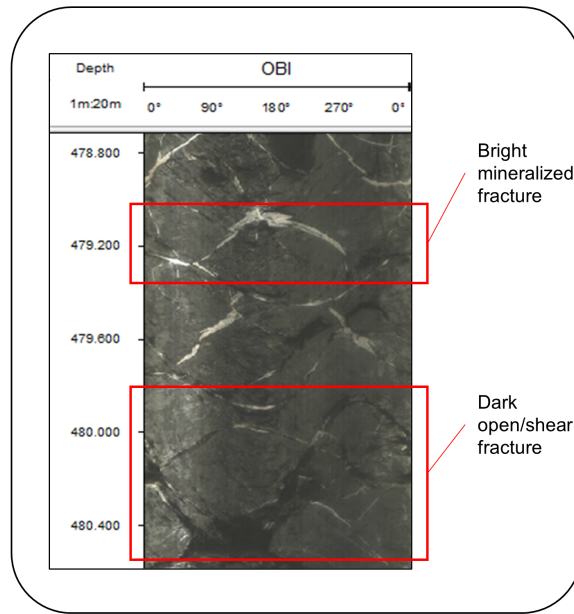 Depth
OBI
1m:20m
0° 90° 180° 270° 0°
478.800
479.200
479.600
480.000
480.400
Bright
mineralized
fracture
Dark
open/shear
fracture